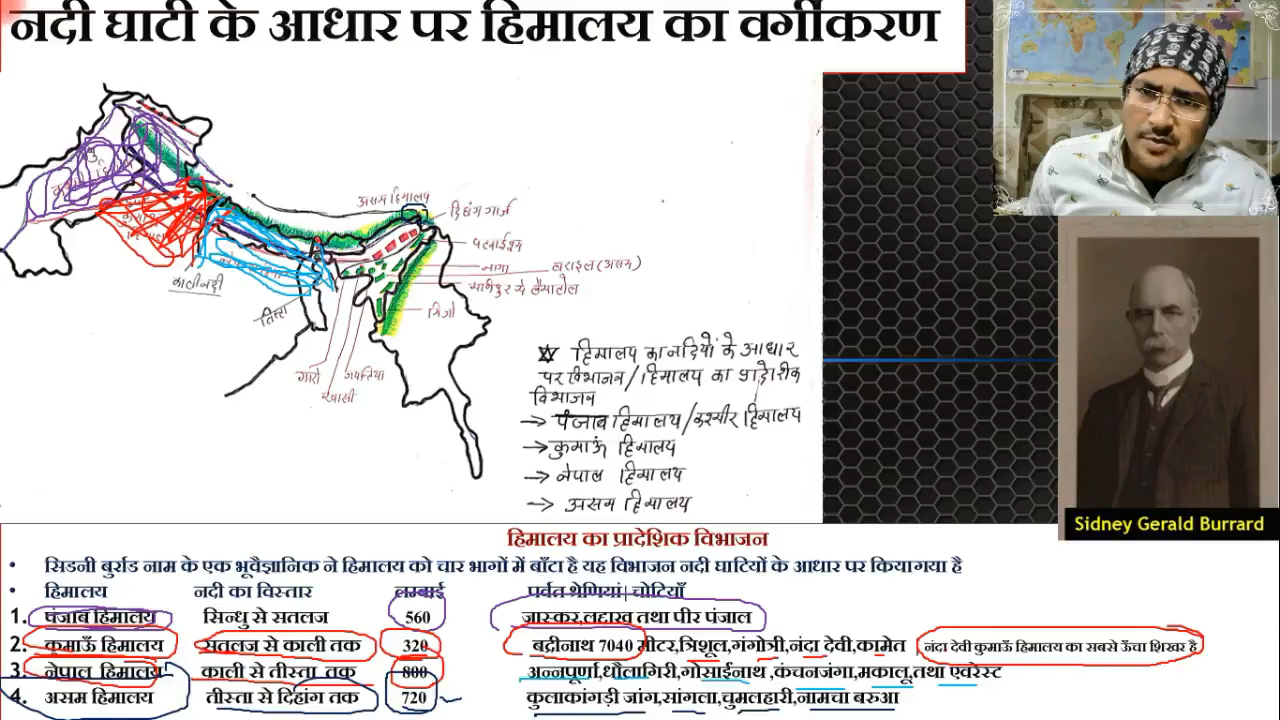 नदी घाटी के आधार पर हिमालय का वर्गीकरण
असम हिमालय
दिहांग गार्ज
पटकाईबुम
नागा
बराइल (असम)
कालीनदी
तिस्ता
गारो
जयन्तिया
खासी
हिमालय का नदियों के आधार
पर विभाजन/हिमालय का प्रादेशिक
विभाजन
→ पंजाब हिमालय/कश्मीर हिमालय
→ कुमाऊं हिमालय
→ नेपाल हिमालय
→ असम हिमालय
Sidney Gerald Burrard
हिमालय का प्रादेशिक विभाजन
• सिडनी बुर्राड नाम के एक भूवैज्ञानिक ने हिमालय को चार भागों में बाँटा है यह विभाजन नदी घाटियों के आधार पर किया गया है
• हिमालय नदी का विस्तार लम्बाई पर्वत श्रेणियां|चोटियाँ
1. पंजाब हिमालय सिन्धु से सतलज 560 जास्कर,लद्दाख तथा पीर पंजाल
2. कुमाऊँ हिमालय सतलज से काली तक 320 बद्रीनाथ 7040 मीटर,त्रिशूल,गंगोत्री,नंदा देवी,कामेत नंदा देवी कुमाऊँ हिमालय का सबसे ऊँचा शिखर है
3. नेपाल हिमालय काली से तीस्ता तक 800 अन्नपूर्णा,धौलागिरी,गोसाईनाथ ,कंचनजंगा,मकालू,तथा एवरेस्ट
4. असम हिमालय तीस्ता से दिहांग तक 720 कुलाकांगड़ी जांग,सांगला,चुमलहारी,नामचा बरुआ